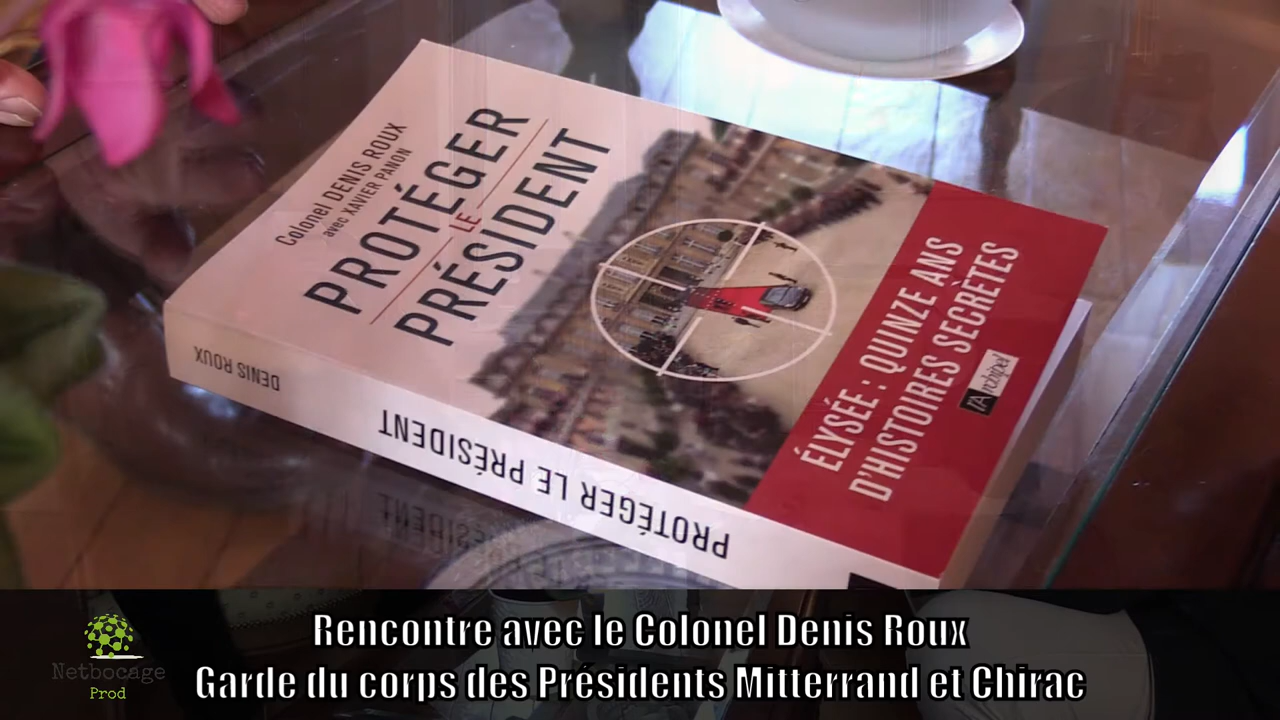 Colonel DENIS ROUX
avec XAVIER PANON
PROTÉGER
LE
PRÉSIDENT
ÉLYSÉE : QUINZE ANS
D'HISTOIRES SECRÈTES
l'Archipel
DENIS ROUX
PROTÉGER LE PRÉSIDENT
Rencontre avec le Colonel Denis Roux
Garde du corps des Présidents Mitterrand et Chirac
Netbocage
Prod